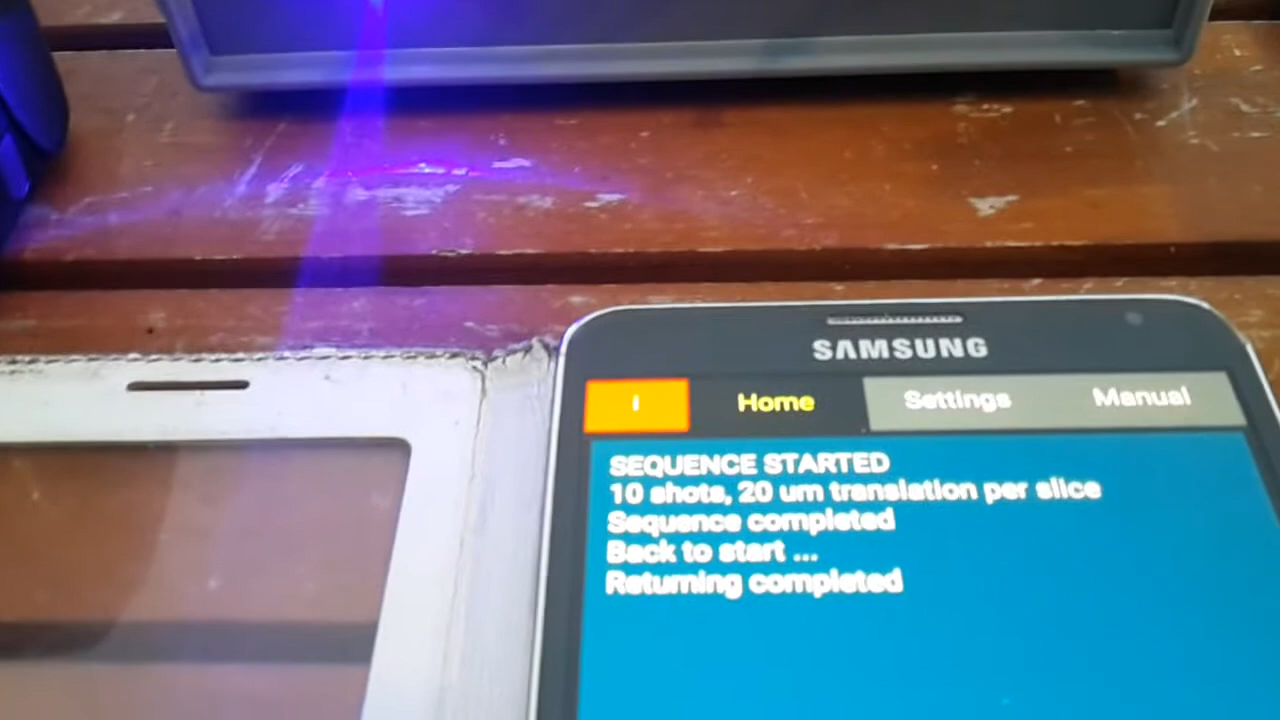 SAMSUNG
I Home Settings Manual
SEQUENCE STARTED
10 shots, 20 um translation per slice
Sequence completed
Back to start ...
Returning completed